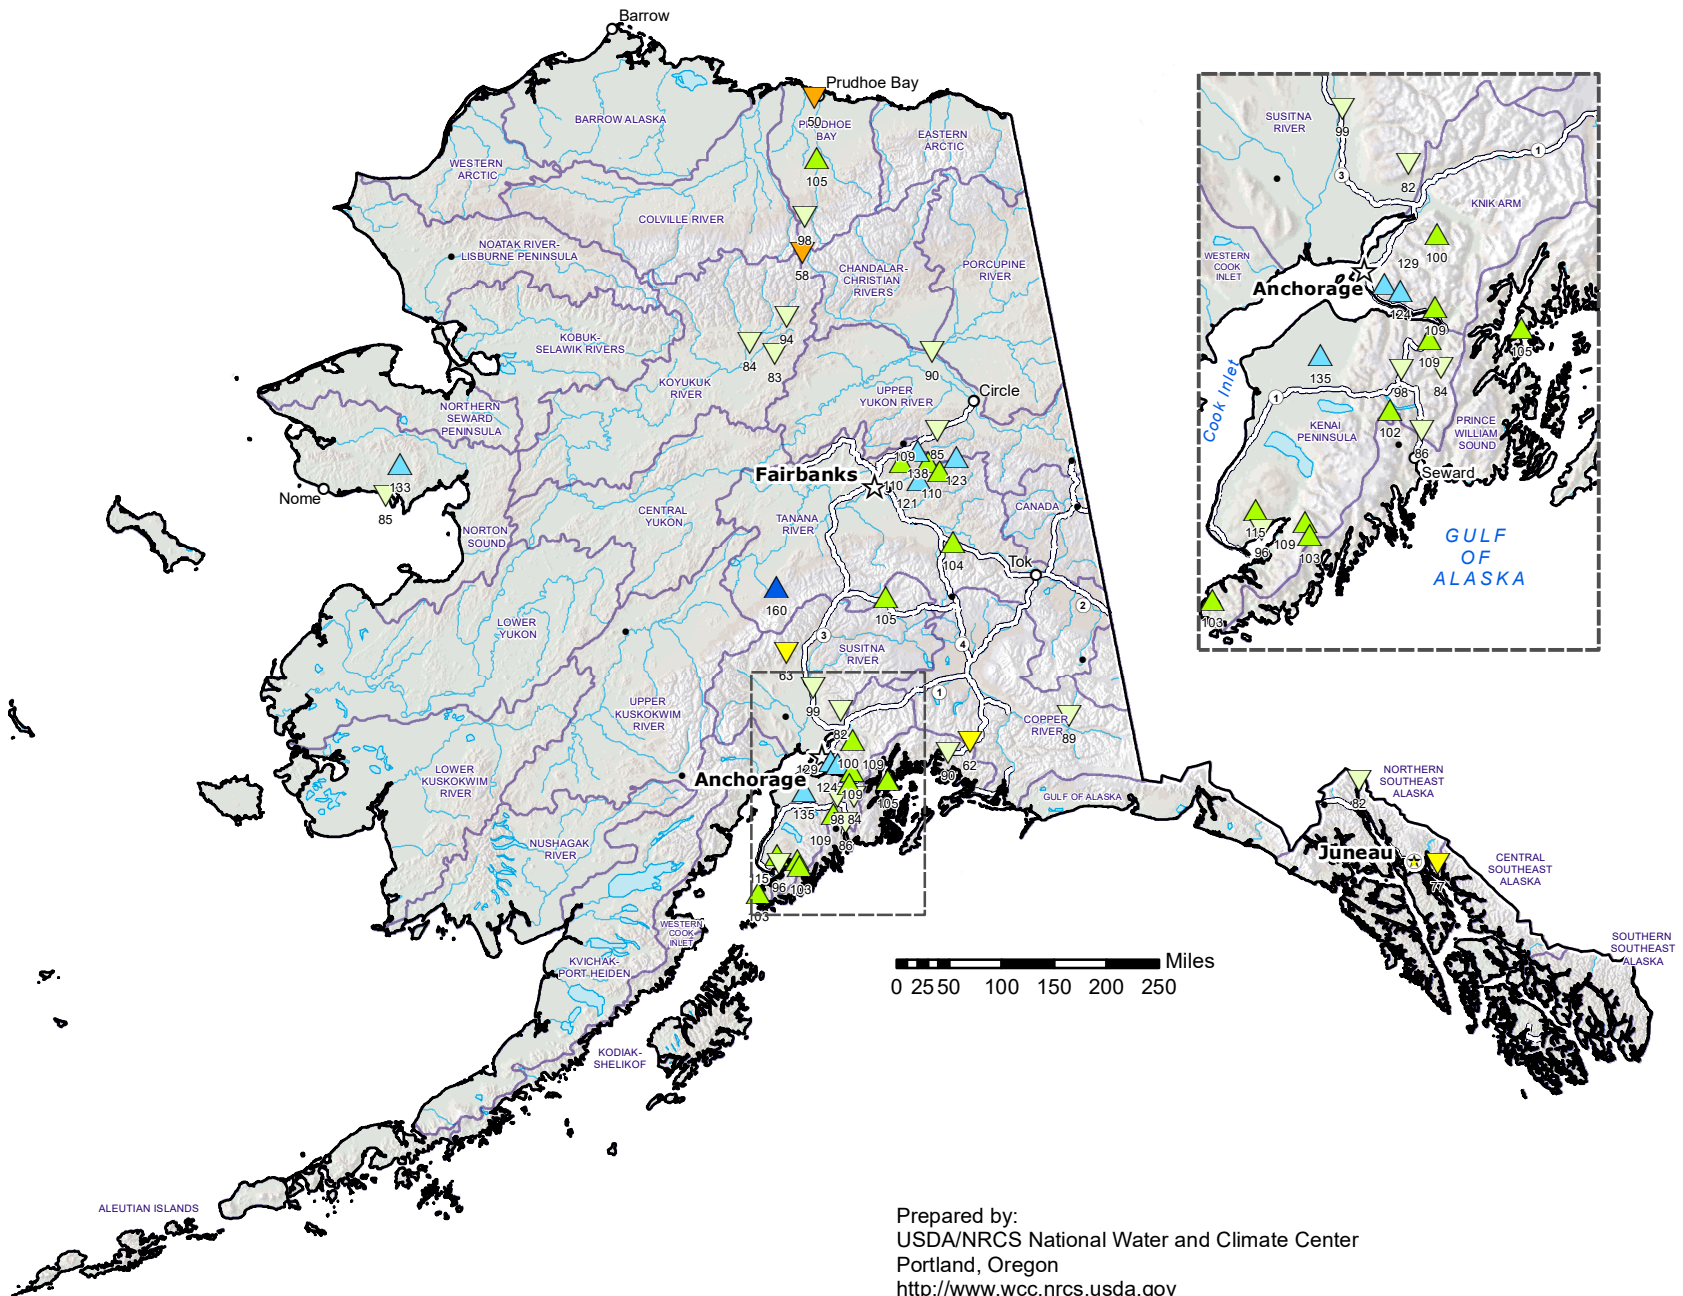 Barrow
Prudhoe Bay
50
PRUDHOE
BAY
BARROW ALASKA
EASTERN
ARCTIC
WESTERN
ARCTIC
105
COLVILLE RIVER
98
NOATAK RIVER-
LISBURNE PENINSULA
58
CHANDALAR-
CHRISTIAN
RIVERS
PORCUPINE
RIVER
KOBUK-
SELAWIK RIVERS
94
84
83
90
KOYUKUK
RIVER
UPPER
YUKON RIVER
Circle
NORTHERN
SEWARD
PENINSULA
109
85
138
123
110
110
121
Fairbanks
133
Nome
85
NORTON
SOUND
CENTRAL
YUKON
TANANA
RIVER
CANADA
104
Tok
2
160
105
LOWER
YUKON
3
4
SUSITNA
RIVER
63
99
1
UPPER
KUSKOKWIM
RIVER
82
COPPER
RIVER
89
62
90
LOWER
KUSKOKWIM
RIVER
Anchorage
129
100
109
124
109
105
135
98
84
109
86
GULF OF ALASKA
NUSHAGAK
RIVER
115
96
103
103
WESTERN
COOK
INLET
KVICHAK-
PORT HEIDEN
KODIAK-
SHELIKOF
ALEUTIAN ISLANDS
NORTHERN
SOUTHEAST
ALASKA
82
Juneau
77
CENTRAL
SOUTHEAST
ALASKA
SOUTHERN
SOUTHEAST
ALASKA
Miles
0 25 50 100 150 200 250
SUSITNA
RIVER
99
1
3
82
KNIK ARM
100
129
WESTERN
COOK
INLET
Anchorage
124
109
105
109
135
98
84
1
Cook Inlet
KENAI
PENINSULA
102
PRINCE
WILLIAM
SOUND
86
Seward
115
96
109
103
103
GULF
OF
ALASKA
Prepared by:
USDA/NRCS National Water and Climate Center
Portland, Oregon
http://www.wcc.nrcs.usda.gov